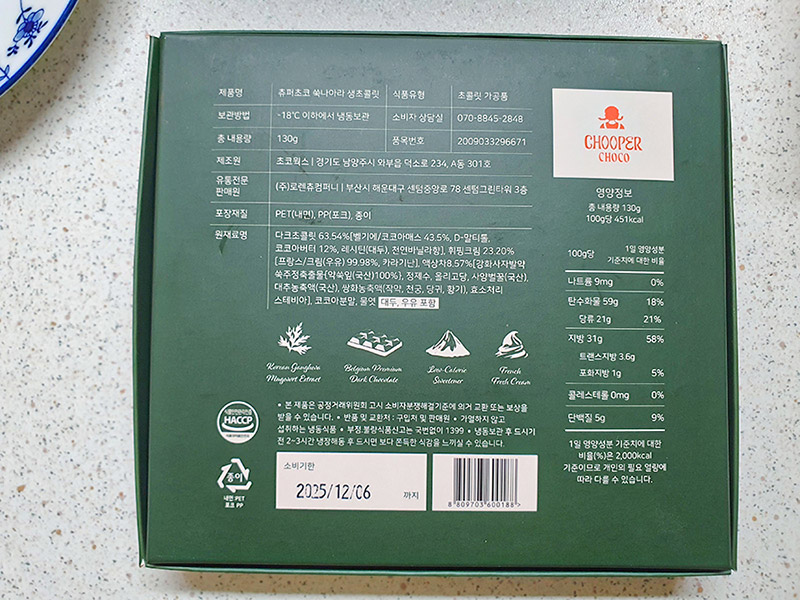 제품명 츄퍼초코 쑥나아라 생초콜릿 식품유형 초콜릿 가공품
보관방법 -18℃ 이하에서 냉동보관 소비자 상담실 070-8845-2848
총 내용량 130g 품목번호 2009033296671
제조원 초코웍스 | 경기도 남양주시 와부읍 덕소로 234, A동 301호
유통전문
판매원 (주)로렌츄컴퍼니 | 부산시 해운대구 센텀중앙로 78 센텀그린타워 3층
포장재질 PET(내면), PP(포크), 종이
원재료명 다크초콜릿 63.54%[벨기에/코코아매스 43.5%, D-말티톨,
코코아버터 12%, 레시틴(대두), 천연바닐라향], 휘핑크림 23.20%
[프랑스/크림(우유) 99.98%, 카라기난], 액상차8.57%[강화사자발약
쑥주정추출물{약쑥잎(국산)100%}, 정제수, 올리고당, 사양벌꿀(국산),
대추농축액(국산), 쌍화농축액(작약, 천궁, 당귀, 황기), 효소처리
스테비아], 코코아분말, 물엿 대두, 우유 포함
Korean Ganghwa
Mugwort Extract
Belgium Premium
Dark Chocolate
Low-Calorie
Sweetener
French
Fresh Cream
식품안전관리인증
HACCP
식품의약품안전처
• 본 제품은 공정거래위원회 고시 소비자분쟁해결기준에 의거 교환 또는 보상을
받을 수 있습니다. • 반품 및 교환처 : 구입처 및 판매원 • 가열하지 않고
섭취하는 냉동식품 • 부정.불량식품신고는 국번없이 1399 • 냉동보관 후 드시기
전 2~3시간 냉장해동 후 드시면 보다 쫀득한 식감을 느끼실 수 있습니다.
종이
내면:PET
포크 PP
소비기한
2025/12/06 까지
8 809703 600188
CHOOPER
CHOCO
영양정보
총 내용량 130g
100g당 451kcal
100g당 1일 영양성분
기준치에 대한 비율
나트륨 9mg 0%
탄수화물 59g 18%
당류 21g 21%
지방 31g 58%
트랜스지방 3.6g
포화지방 1g 5%
콜레스테롤 0mg 0%
단백질 5g 9%
1일 영양성분 기준치에 대한
비율(%)은 2,000kcal
기준이므로 개인의 필요 열량에
따라 다를 수 있습니다.